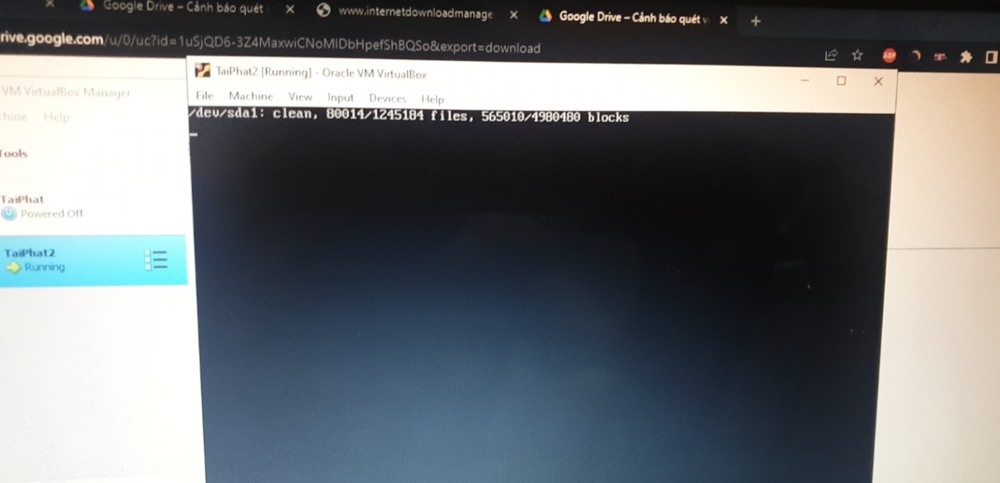 Google Drive – Cảnh báo quét
www.internetdownloadmanage
Google Drive – Cảnh báo quét v
rive.google.com/u/0/uc?id=1uSjQD6-3Z4MaxwiCNoMIDbHpefShBQSo&export=download
ABP
TaiPhat2 [Running] - Oracle VM VirtualBox
File Machine View Input Devices Help
/dev/sda1: clean, 80014/1245184 files, 565010/4980480 blocks
VM VirtualBox Manager
hine Help
Tools
TaiPhat
Powered Off
TaiPhat2
Running